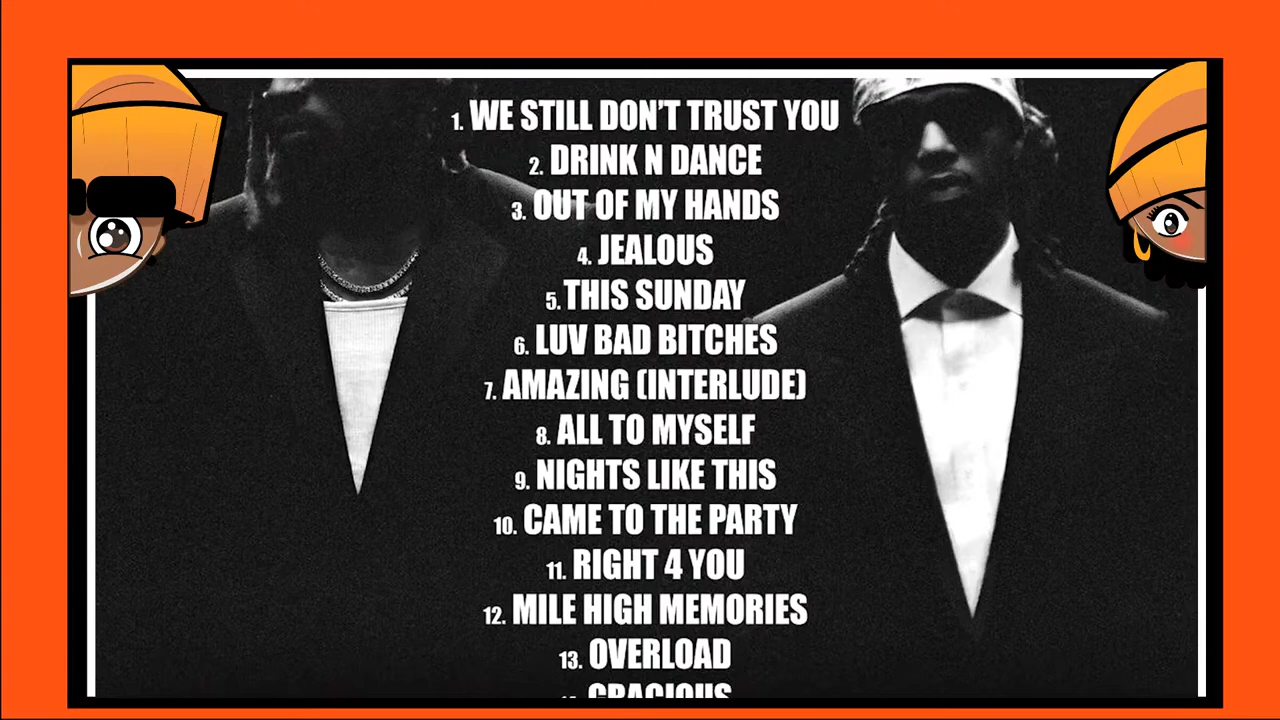 1. WE STILL DON'T TRUST YOU
2. DRINK N DANCE
3. OUT OF MY HANDS
4. JEALOUS
5. THIS SUNDAY
6. LUV BAD BITCHES
7. AMAZING (INTERLUDE)
8. ALL TO MYSELF
9. NIGHTS LIKE THIS
10. CAME TO THE PARTY
11. RIGHT 4 YOU
12. MILE HIGH MEMORIES
13. OVERLOAD
GRACIOUS